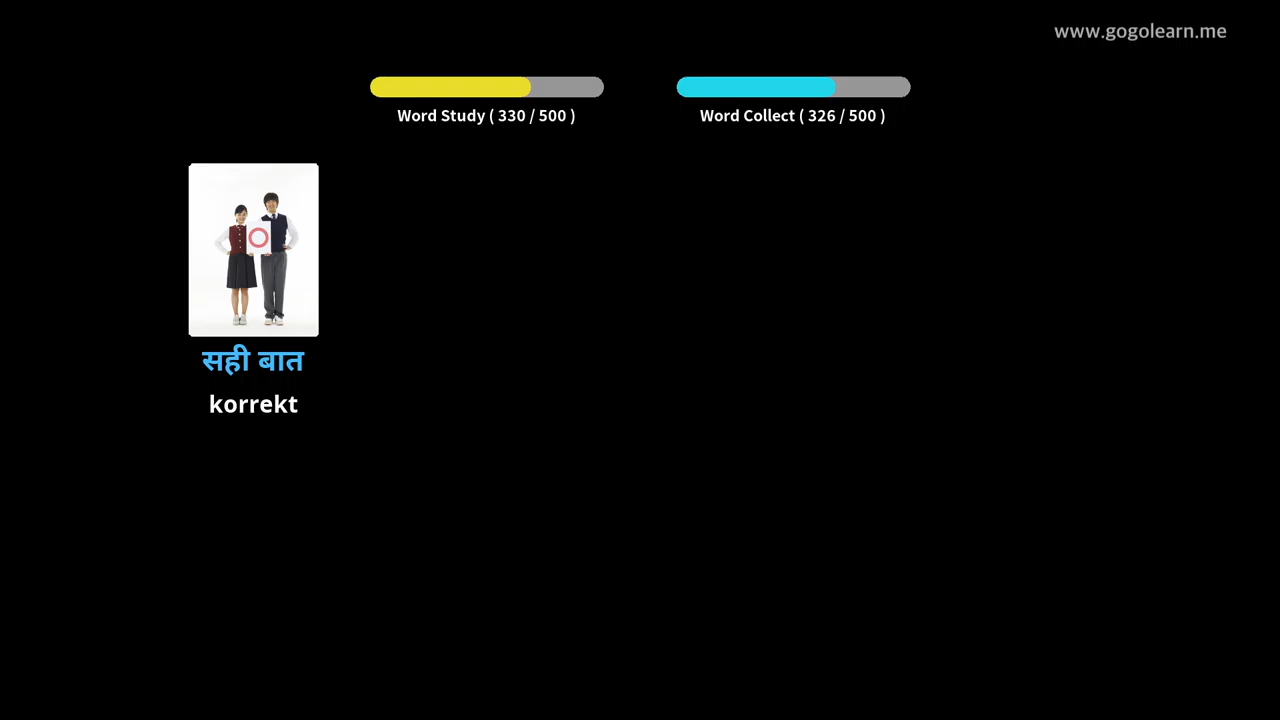 www.gogolearn.me
Word Study ( 330 / 500 )
Word Collect ( 326 / 500 )
सही बात
korrekt